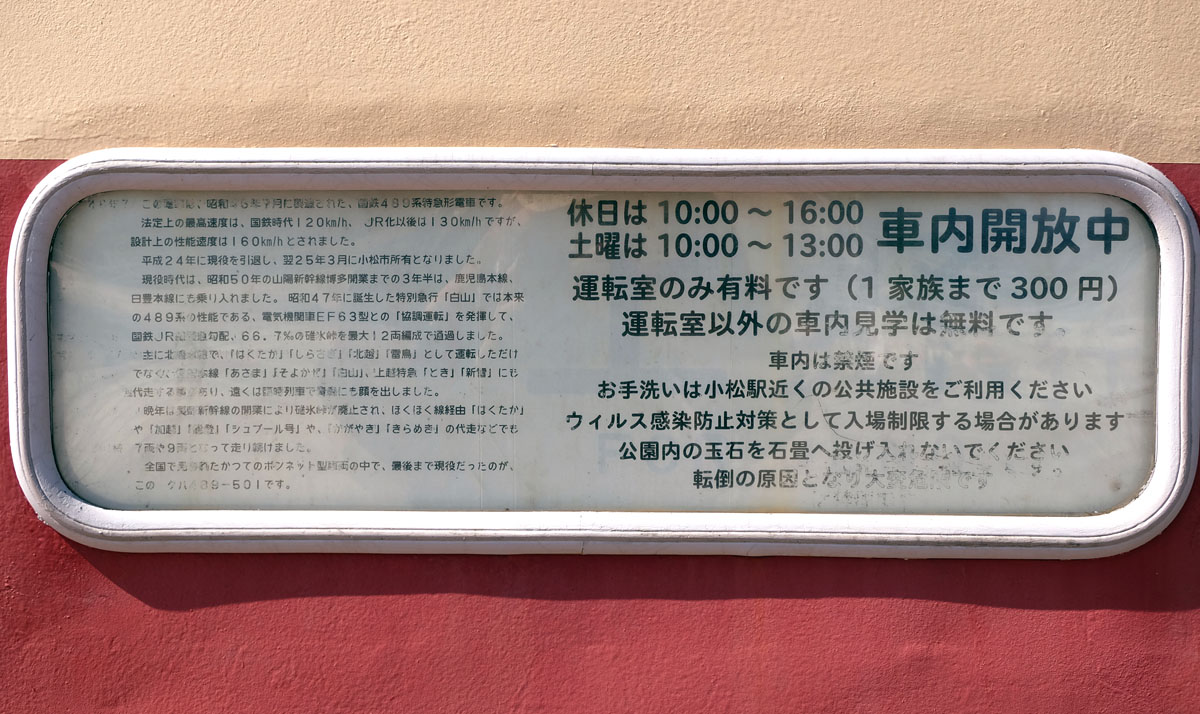 この　　、昭和46年7月に製造された、国鉄489系特急形電車です。
法定上の最高速度は、国鉄時代120km/h、JR化以後は130km/hですが、
設計上の性能速度は160km/hとされました。
平成24年に現役を引退し、翌25年3月に小松市所有となりました。
現役時代は、昭和50年の山陽新幹線博多開業までの3年半は、鹿児島本線、
日豊本線にも乗り入れました。昭和47年に誕生した特別急行「白山」では本来
の489系の性能である、電気機関車EF63型との「協調運転」を発揮して、
国鉄JR　　　勾配、66．7‰の碓氷峠を最大12両編成で通過しました。
主に北陸　　で、「はくたか」「しらさぎ」「北越」「雷鳥」として運転しただけ
でなく、　　　線「あさま」「そよかぜ」「白山」、上越特急「とき」「新雪」にも
代走する事があり、遠くは臨時列車で　　にも顔を出しました。
晩年は　　新幹線の開業により碓氷峠が廃止され、ほくほく線経由「はくたか」
や「加越」「能登」「シュプール号」や、「かがやき」「きらめき」の代走などでも
7両や9両となって走り続けました。
全国で見られたかつてのボンネット型車両の中で、最後まで現役だったのが、
この　クハ489－501です。
休日は 10:00 ～ 16:00
土曜は 10:00 ～ 13:00
車内開放中
運転室のみ有料です（1 家族まで 300 円）
運転室以外の車内見学は無料です。
車内は禁煙です
お手洗いは小松駅近くの公共施設をご利用ください
ウィルス感染防止対策として入場制限する場合があります
公園内の玉石を石畳へ投げ入れないでください
転倒の原因となり大変危険です